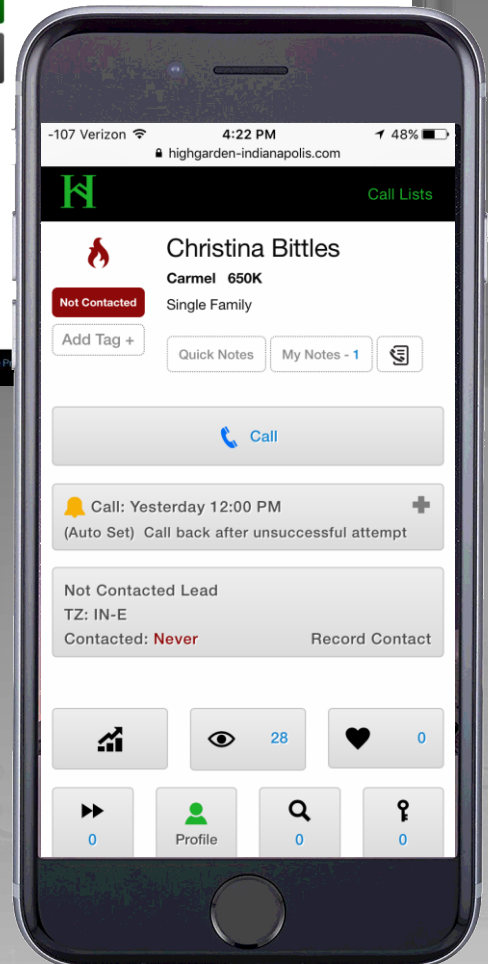 -107 Verizon 4:22 PM 48%
highgarden-indianapolis.com
H Call Lists
Christina Bittles
Carmel 650K
Not Contacted
Single Family
Add Tag +
Quick Notes My Notes - 1
Call
Call: Yesterday 12:00 PM
(Auto Set) Call back after unsuccessful attempt
Not Contacted Lead
TZ: IN-E
Contacted: Never Record Contact
28 0
0 Profile 0 0